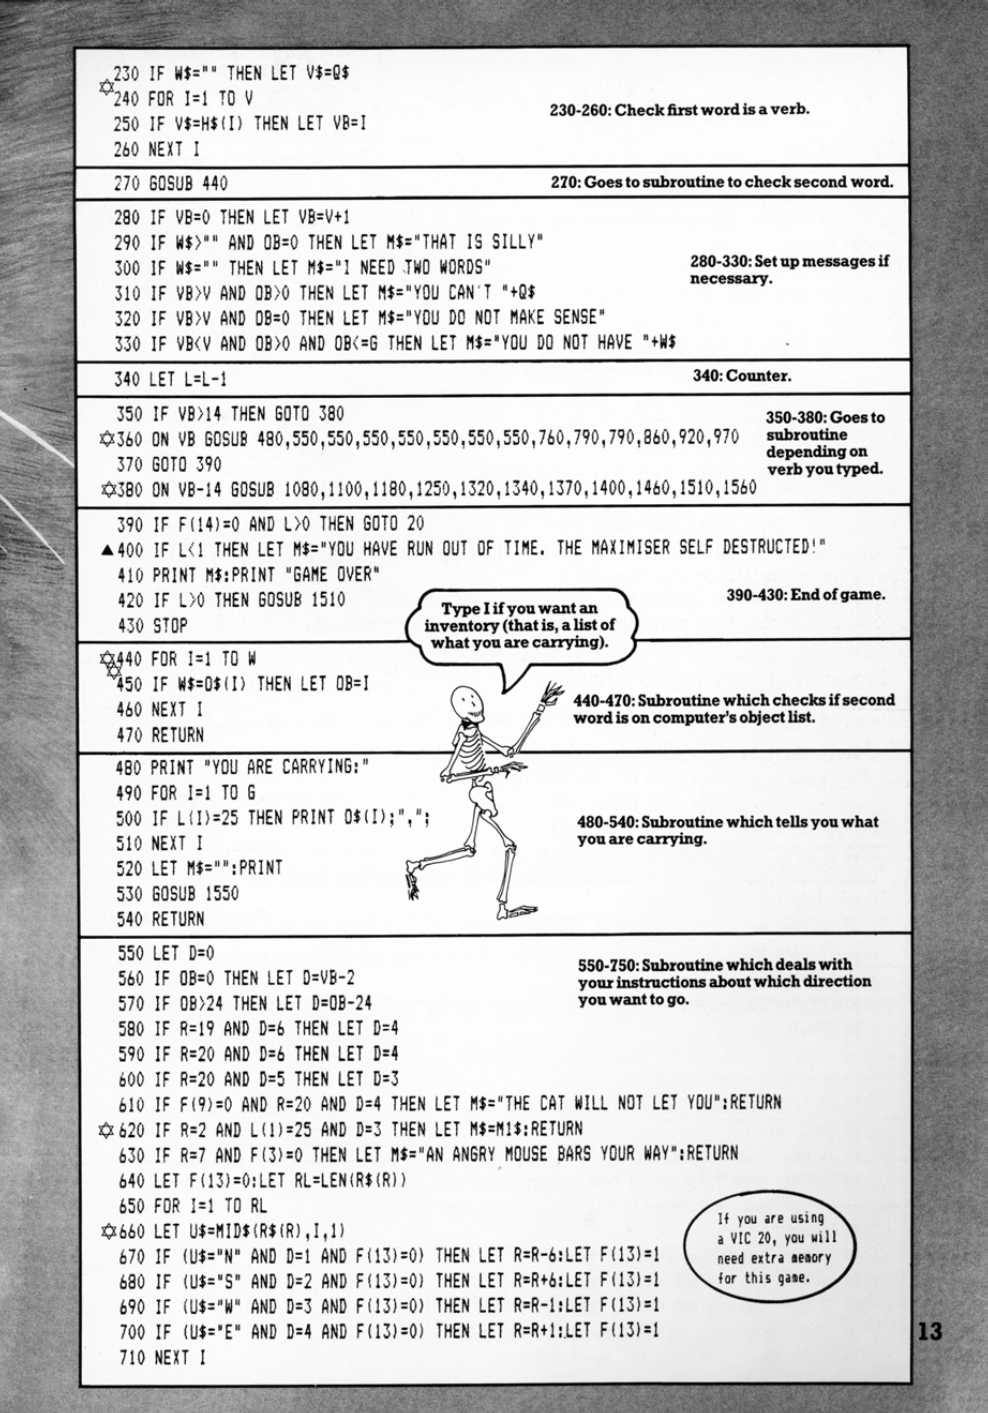 230 IF W$="" THEN LET V$=Q$
240 FOR I=1 TO V
250 IF V$=H$(I) THEN LET VB=I
260 NEXT I
230-260: Check first word is a verb.
270 GOSUB 440
270: Goes to subroutine to check second word.
280 IF VB=0 THEN LET VB=V+1
290 IF W$>"" AND OB=0 THEN LET M$="THAT IS SILLY"
300 IF W$="" THEN LET M$="I NEED TWO WORDS"
310 IF VB>V AND OB>0 THEN LET M$="YOU CAN'T "+Q$
320 IF VB>V AND OB=0 THEN LET M$="YOU DO NOT MAKE SENSE"
330 IF VB<V AND OB>0 AND OB<=G THEN LET M$="YOU DO NOT HAVE "+W$
280-330: Set up messages if
necessary.
340 LET L=L-1
340: Counter.
350 IF VB>14 THEN GOTO 380
360 ON VB GOSUB 480,550,550,550,550,550,550,550,760,790,790,860,920,970
370 GOTO 390
380 ON VB-14 GOSUB 1080,1100,1180,1250,1320,1340,1370,1400,1460,1510,1560
350-380: Goes to
subroutine
depending on
verb you typed.
390 IF F(14)=0 AND L>0 THEN GOTO 20
▲400 IF L<1 THEN LET M$="YOU HAVE RUN OUT OF TIME. THE MAXIMISER SELF DESTRUCTED!"
410 PRINT M$:PRINT "GAME OVER"
420 IF L>0 THEN GOSUB 1510
430 STOP
390-430: End of game.
Type I if you want an
inventory (that is, a list of
what you are carrying).
440 FOR I=1 TO W
450 IF W$=O$(I) THEN LET OB=I
460 NEXT I
470 RETURN
440-470: Subroutine which checks if second
word is on computer's object list.
480 PRINT "YOU ARE CARRYING:"
490 FOR I=1 TO G
500 IF L(I)=25 THEN PRINT O$(I);",";
510 NEXT I
520 LET M$="":PRINT
530 GOSUB 1550
540 RETURN
480-540: Subroutine which tells you what
you are carrying.
550 LET D=0
560 IF OB=0 THEN LET D=VB-2
570 IF OB>24 THEN LET D=OB-24
580 IF R=19 AND D=6 THEN LET D=4
590 IF R=20 AND D=6 THEN LET D=4
600 IF R=20 AND D=5 THEN LET D=3
610 IF F(9)=0 AND R=20 AND D=4 THEN LET M$="THE CAT WILL NOT LET YOU":RETURN
620 IF R=2 AND L(1)=25 AND D=3 THEN LET M$=M1$:RETURN
630 IF R=7 AND F(3)=0 THEN LET M$="AN ANGRY MOUSE BARS YOUR WAY":RETURN
640 LET F(13)=0:LET RL=LEN(R$(R))
650 FOR I=1 TO RL
660 LET U$=MID$(R$(R),I,1)
670 IF (U$="N" AND D=1 AND F(13)=0) THEN LET R=R-6:LET F(13)=1
680 IF (U$="S" AND D=2 AND F(13)=0) THEN LET R=R+6:LET F(13)=1
690 IF (U$="W" AND D=3 AND F(13)=0) THEN LET R=R-1:LET F(13)=1
700 IF (U$="E" AND D=4 AND F(13)=0) THEN LET R=R+1:LET F(13)=1
710 NEXT I
550-750: Subroutine which deals with
your instructions about which direction
you want to go.
If you are using
a VIC 20, you will
need extra memory
for this game.
13